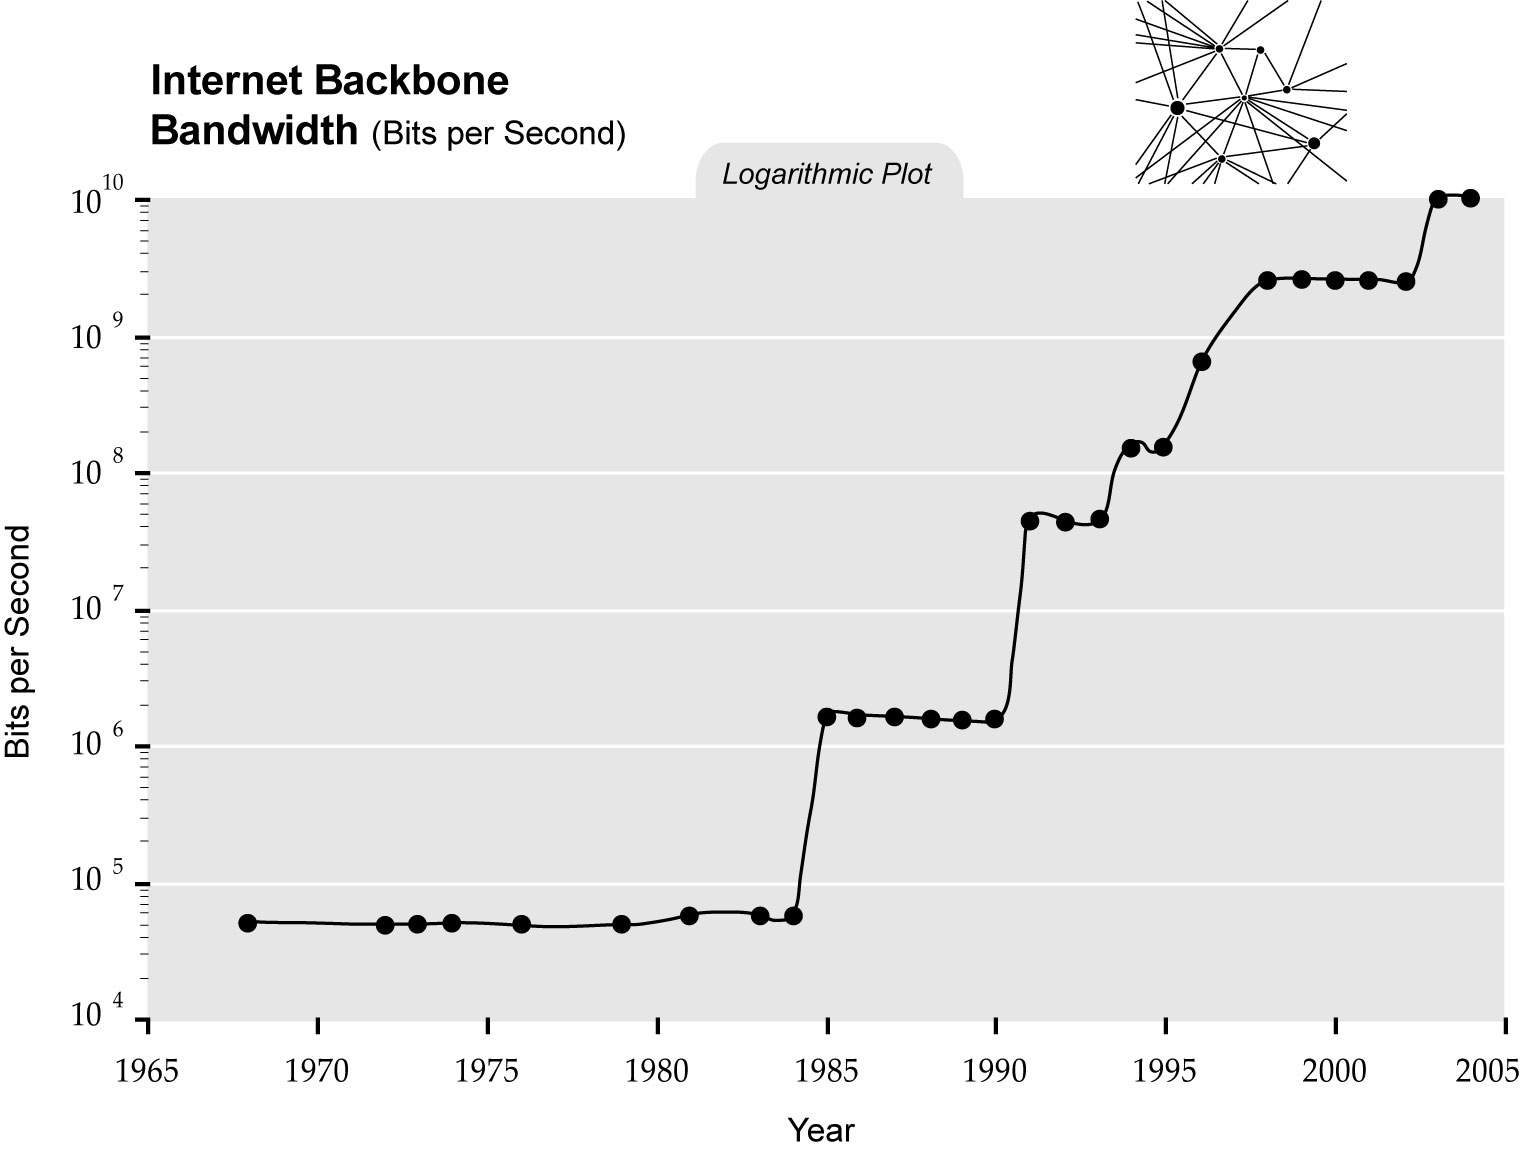 Internet Backbone
Bandwidth (Bits per Second)
Logarithmic Plot
10^10
10^9
10^8
10^7
10^6
10^5
10^4
Bits per Second
1965 1970 1975 1980 1985 1990 1995 2000 2005
Year